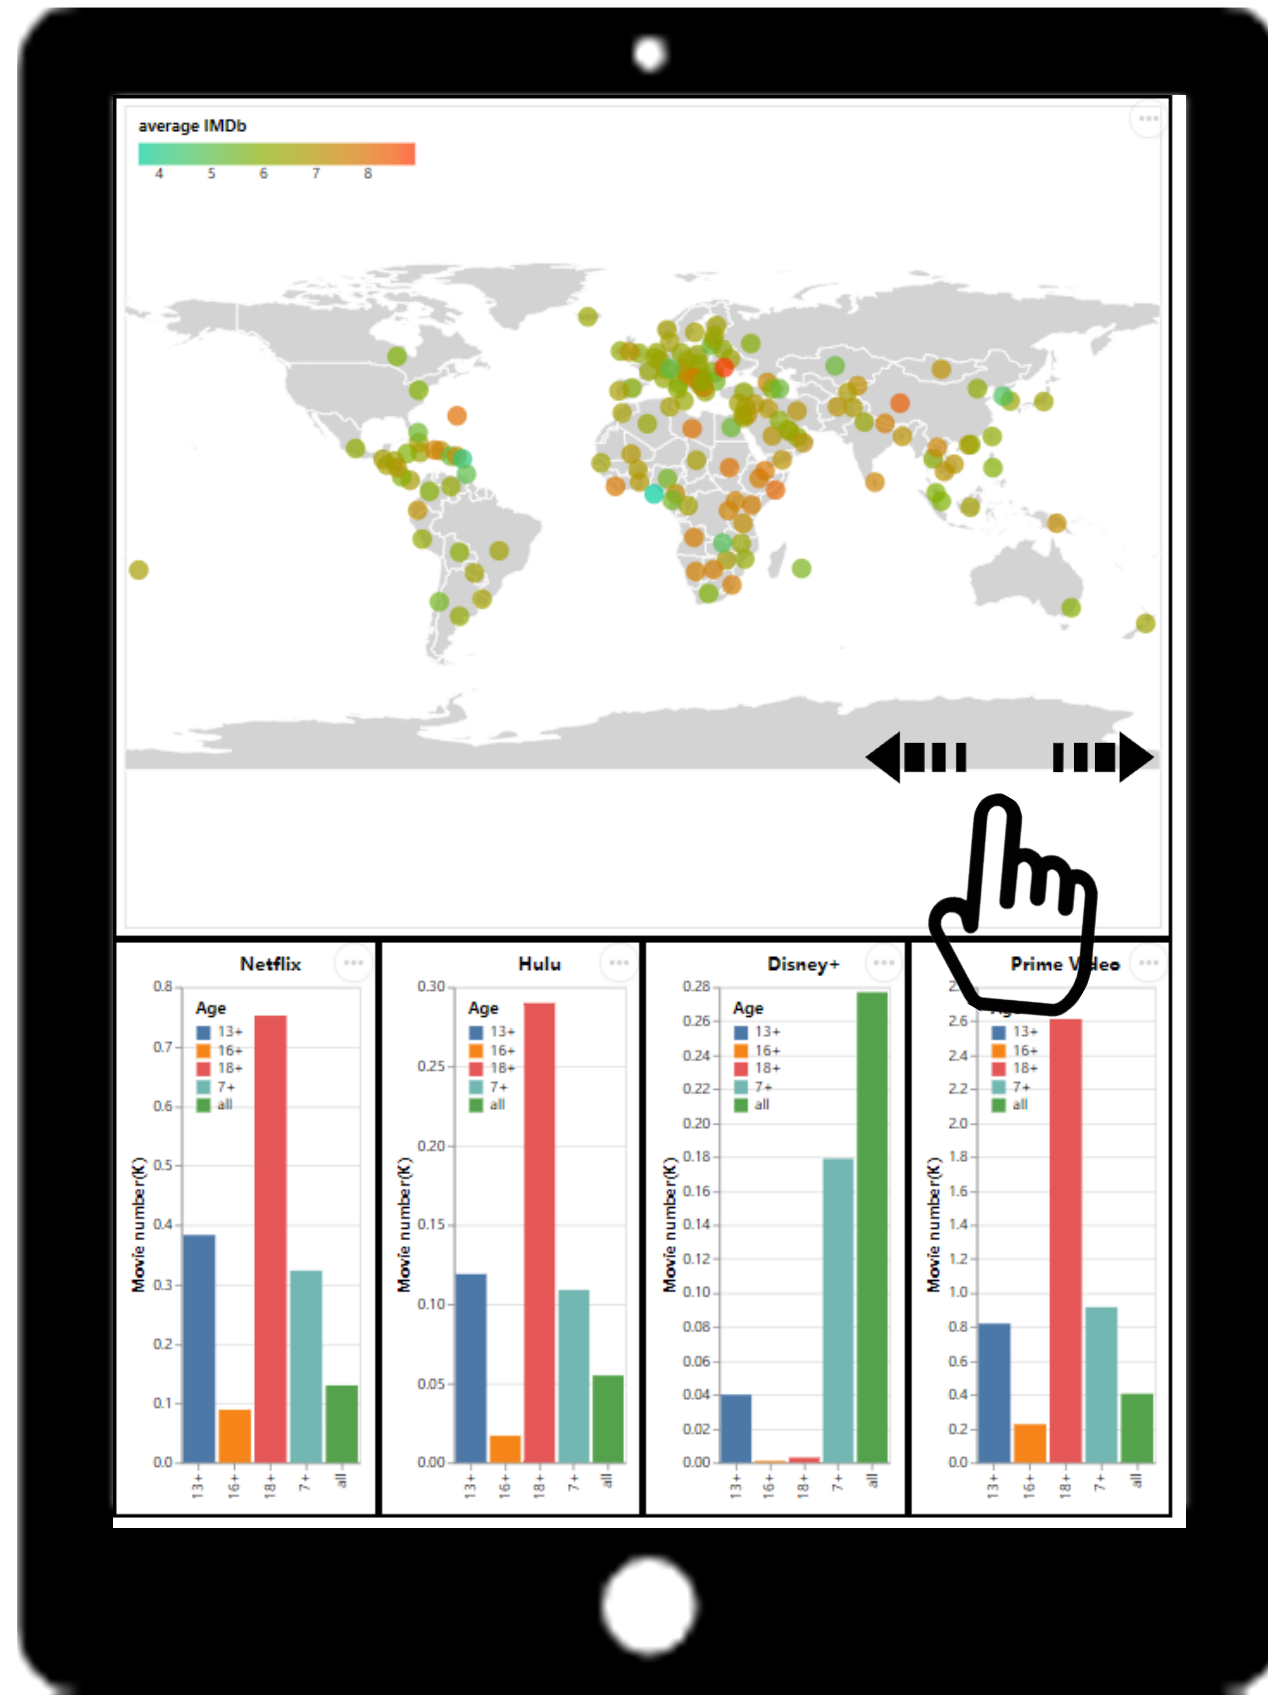 average IMDb
4 5 6 7 8
Netflix
0.8
0.7
0.6
0.5
0.4
0.3
0.2
0.1
0.0
Movie number(K)
Age
13+
16+
18+
7+
all
13+ 16+ 18+ 7+ all
Hulu
0.30
0.25
0.20
0.15
0.10
0.05
0.00
Movie number(K)
Age
13+
16+
18+
7+
all
13+ 16+ 18+ 7+ all
Disney+
0.28
0.26
0.24
0.22
0.20
0.18
0.16
0.14
0.12
0.10
0.08
0.06
0.04
0.02
0.00
Movie number(K)
Age
13+
16+
18+
7+
all
13+ 16+ 18+ 7+ all
Prime Video
2.6
2.4
2.2
2.0
1.8
1.6
1.4
1.2
1.0
0.8
0.6
0.4
0.2
0.0
Movie number(K)
Age
13+
16+
18+
7+
all
13+ 16+ 18+ 7+ all